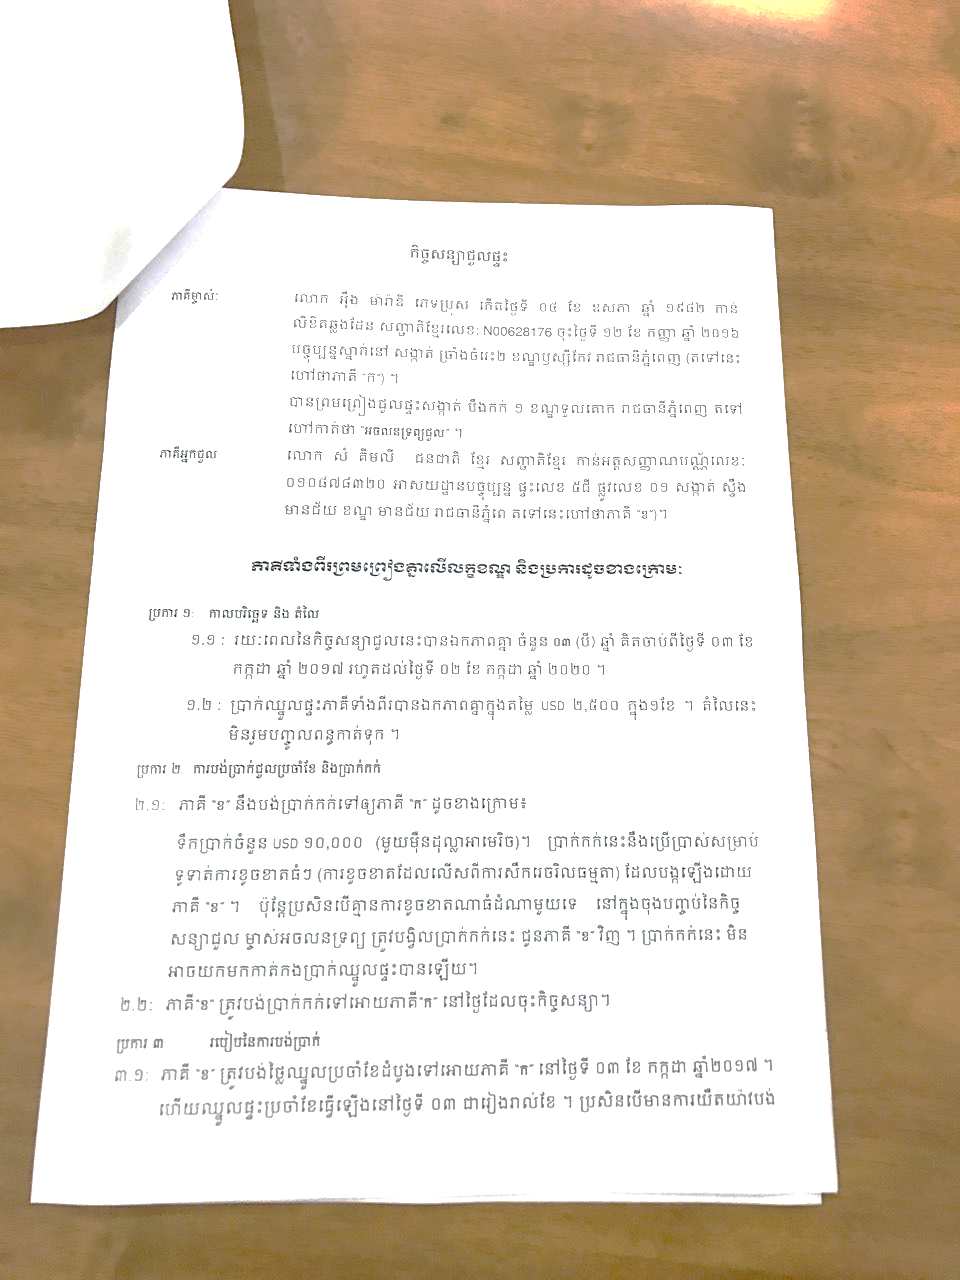 កិច្ចសន្យាជួលផ្ទះ
ភាគីម្ចាស់: លោក អ៊ឹង ម៉ារ៉ាឌី ភេទប្រុស កើតថ្ងៃទី ០៤ ខែ ឧសភា ឆ្នាំ ១៩៨២ កាន់
លិខិតឆ្លងដែន សញ្ជាតិខ្មែរលេខ: N00628176 ចុះថ្ងៃទី ១២ ខែ កញ្ញា ឆ្នាំ ២០១៦
បច្ចុប្បន្នស្នាក់នៅ សង្កាត់ ច្រាំងចំរេះ២ ខណ្ឌឫស្សីកែវ រាជធានីភ្នំពេញ (តទៅនេះ
ហៅថាភាគី "ក") ។
បានព្រមព្រៀងជួលផ្ទះសង្កាត់ បឹងកក់ ១ ខណ្ឌទួលគោក រាជធានីភ្នំពេញ តទៅ
ហៅកាត់ថា "អចលនទ្រព្យជួល" ។
ភាគីអ្នកជួល លោក សំ គឹមលី ជនជាតិ ខ្មែរ សញ្ជាតិខ្មែរ កាន់អត្តសញ្ញាណបណ្ណ័លេខ:
០១០៨៧៨៣២០ អាសយដ្ឋានបច្ចុប្បន្ន ផ្ទះលេខ ៥ជី ផ្លូវលេខ ០១ សង្កាត់ ស្ទឹង
មានជ័យ ខណ្ឌ មានជ័យ រាជធានីភ្នំពេ តទៅនេះហៅថាភាគី "ខ")។
ភាគីទាំងពីរព្រមព្រៀងគ្នាលើលក្ខខណ្ឌ និងប្រការដូចខាងក្រោម:
ប្រការ ១: កាលបរិច្ឆេទ និង តំលៃ
១.១ : រយ:ពេលនៃកិច្ចសន្យាជួលនេះបានឯកភាពគ្នា ចំនួន ០៣ (បី) ឆ្នាំ គិតចាប់ពីថ្ងៃទី ០៣ ខែ
កក្កដា ឆ្នាំ ២០១៧ រហូតដល់ថ្ងៃទី ០២ ខែ កក្កដា ឆ្នាំ ២០២០ ។
១.២ : ប្រាក់ឈ្នួលផ្ទះភាគីទាំងពីរបានឯកភាពគ្នាក្នុងតម្លៃ USD ២,៥០០ ក្នុង១ខែ ។ តំលៃនេះ
មិនរួមបញ្ចូលពន្ធកាត់ទុក ។
ប្រការ ២ ការបង់ប្រាក់ជួលប្រចាំខែ និងប្រាក់កក់
២.១: ភាគី "ខ" នឹងបង់ប្រាក់កក់ទៅឲ្យភាគី "ក" ដូចខាងក្រោម៖
ទឹកប្រាក់ចំនួន USD ១០,០០០ (មួយម៉ឺនដុល្លាអាមេរិច)។ ប្រាក់កក់នេះនឹងប្រើប្រាស់សម្រាប់
ទូទាត់ការខូចខាតធំៗ (ការខូចខាតដែលលើសពីការសឹករេចរិលធម្មតា) ដែលបង្កឡើងដោយ
ភាគី "ខ" ។ ប៉ុន្តែប្រសិនបើគ្មានការខូចខាតណាធំដំណាមួយទេ នៅក្នុងចុងបញ្ចប់នៃកិច្ច
សន្យាជួល ម្ចាស់អចលនទ្រព្យ ត្រូវបង្វិលប្រាក់កក់នេះ ជូនភាគី "ខ" វិញ ។ ប្រាក់កក់នេះ មិន
អាចយកមកកាត់កងប្រាក់ឈ្នួលផ្ទះបានឡើយ។
២.២: ភាគី"ខ" ត្រូវបង់ប្រាក់កក់ទៅអោយភាគី"ក" នៅថ្ងៃដែលចុះកិច្ចសន្យា។
ប្រការ ៣ របៀបនៃការបង់ប្រាក់
៣.១: ភាគី "ខ" ត្រូវបង់ថ្លៃឈ្នួលប្រចាំខែដំបូងទៅអោយភាគី "ក" នៅថ្ងៃទី ០៣ ខែ កក្កដា ឆ្នាំ២០១៧ ។
ហើយឈ្នួលផ្ទះប្រចាំខែធ្វើឡើងនៅថ្ងៃទី ០៣ ជារៀងរាល់ខែ ។ ប្រសិនបើមានការយឺតយ៉ាវបង់